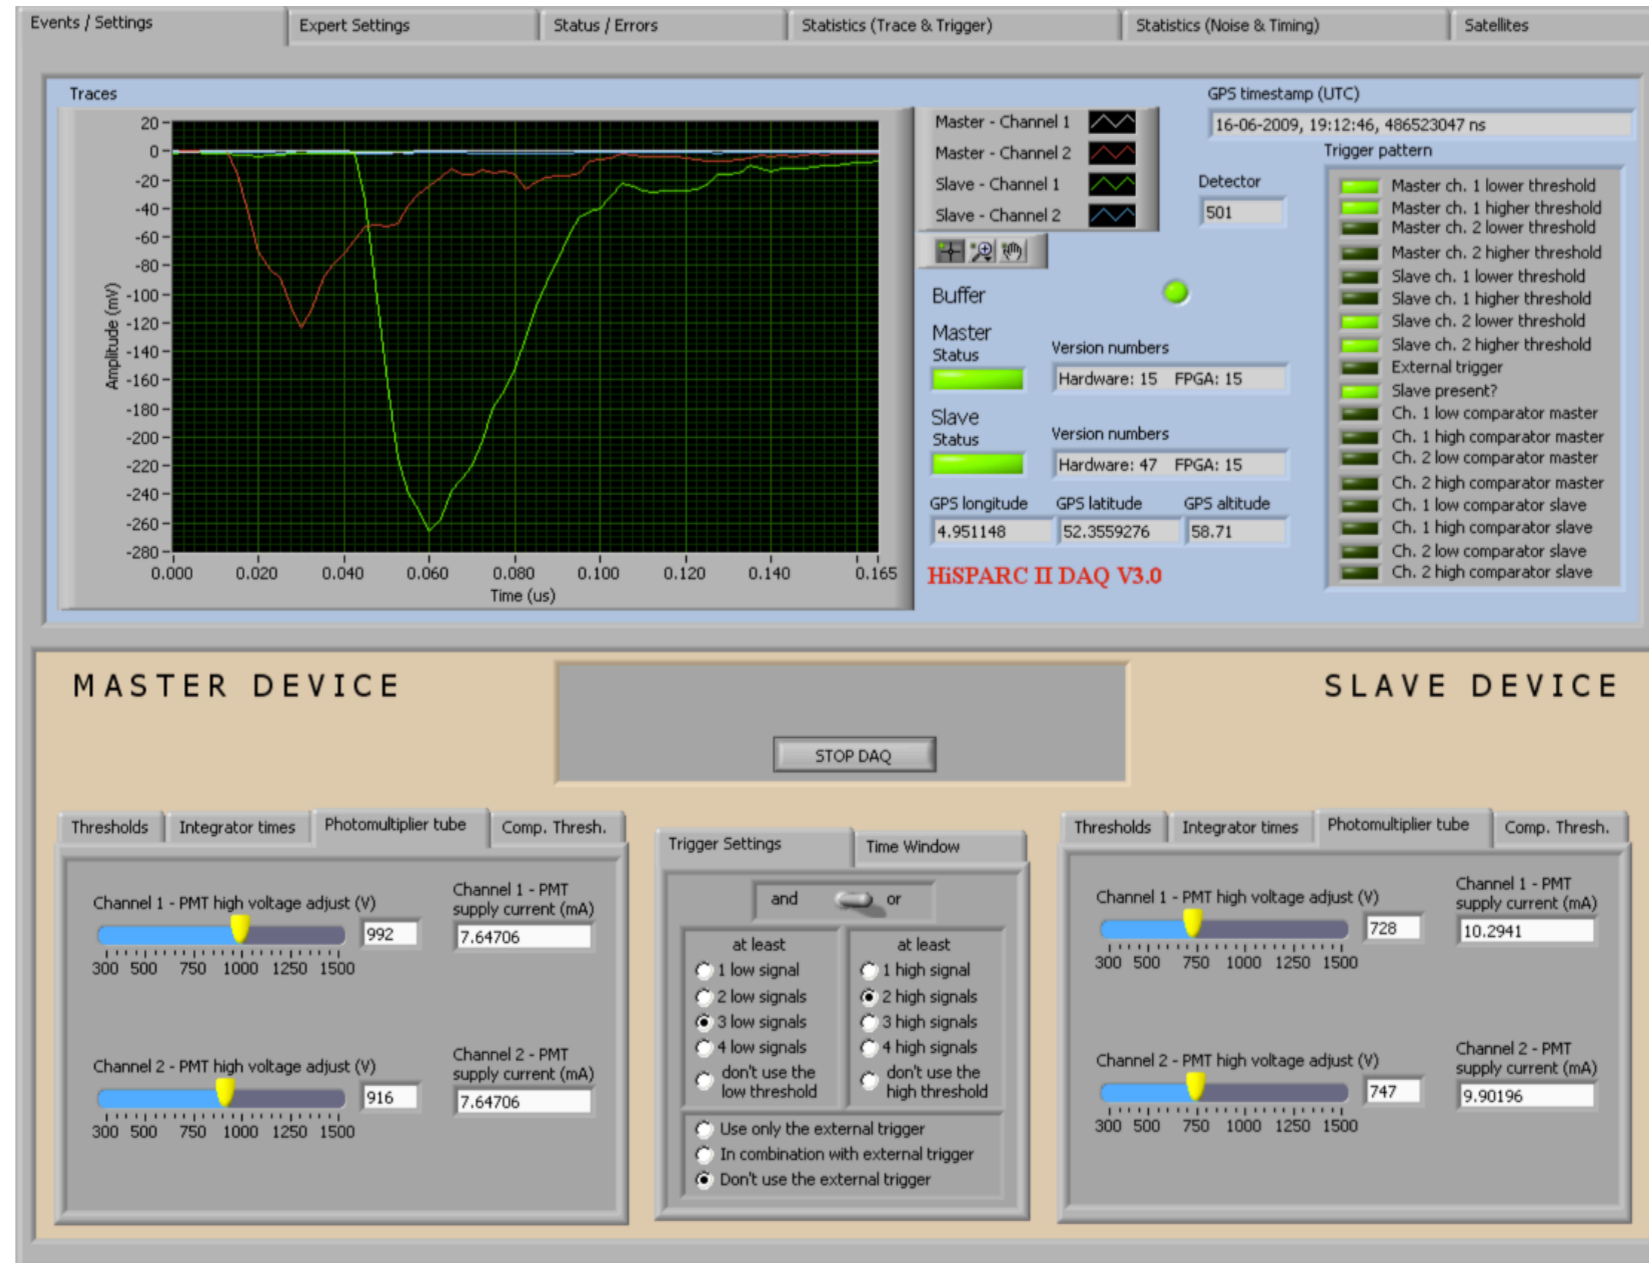 Events / Settings
Expert Settings
Status / Errors
Statistics (Trace & Trigger)
Statistics (Noise & Timing)
Satellites
Traces
20
0
-20
-40
-60
-80
-100
-120
-140
-160
-180
-200
-220
-240
-260
-280
Amplitude (mV)
0.000 0.020 0.040 0.060 0.080 0.100 0.120 0.140 0.165
Time (us)
Master - Channel 1
Master - Channel 2
Slave - Channel 1
Slave - Channel 2
GPS timestamp (UTC)
16-06-2009, 19:12:46, 486523047 ns
Detector
501
Buffer
Master
Status
Version numbers
Hardware: 15 FPGA: 15
Slave
Status
Version numbers
Hardware: 47 FPGA: 15
GPS longitude GPS latitude GPS altitude
4.951148 52.3559276 58.71
HiSPARC II DAQ V3.0
Trigger pattern
Master ch. 1 lower threshold
Master ch. 1 higher threshold
Master ch. 2 lower threshold
Master ch. 2 higher threshold
Slave ch. 1 lower threshold
Slave ch. 1 higher threshold
Slave ch. 2 lower threshold
Slave ch. 2 higher threshold
External trigger
Slave present?
Ch. 1 low comparator master
Ch. 1 high comparator master
Ch. 2 low comparator master
Ch. 2 high comparator master
Ch. 1 low comparator slave
Ch. 1 high comparator slave
Ch. 2 low comparator slave
Ch. 2 high comparator slave
MASTER DEVICE
STOP DAQ
SLAVE DEVICE
Thresholds Integrator times Photomultiplier tube Comp. Thresh.
Channel 1 - PMT high voltage adjust (V)
992
300 500 750 1000 1250 1500
Channel 1 - PMT
supply current (mA)
7.64706
Channel 2 - PMT high voltage adjust (V)
916
300 500 750 1000 1250 1500
Channel 2 - PMT
supply current (mA)
7.64706
Trigger Settings Time Window
and or
at least
1 low signal
2 low signals
3 low signals
4 low signals
don't use the
low threshold
at least
1 high signal
2 high signals
3 high signals
4 high signals
don't use the
high threshold
Use only the external trigger
In combination with external trigger
Don't use the external trigger
Thresholds Integrator times Photomultiplier tube Comp. Thresh.
Channel 1 - PMT high voltage adjust (V)
728
300 500 750 1000 1250 1500
Channel 1 - PMT
supply current (mA)
10.2941
Channel 2 - PMT high voltage adjust (V)
747
300 500 750 1000 1250 1500
Channel 2 - PMT
supply current (mA)
9.90196